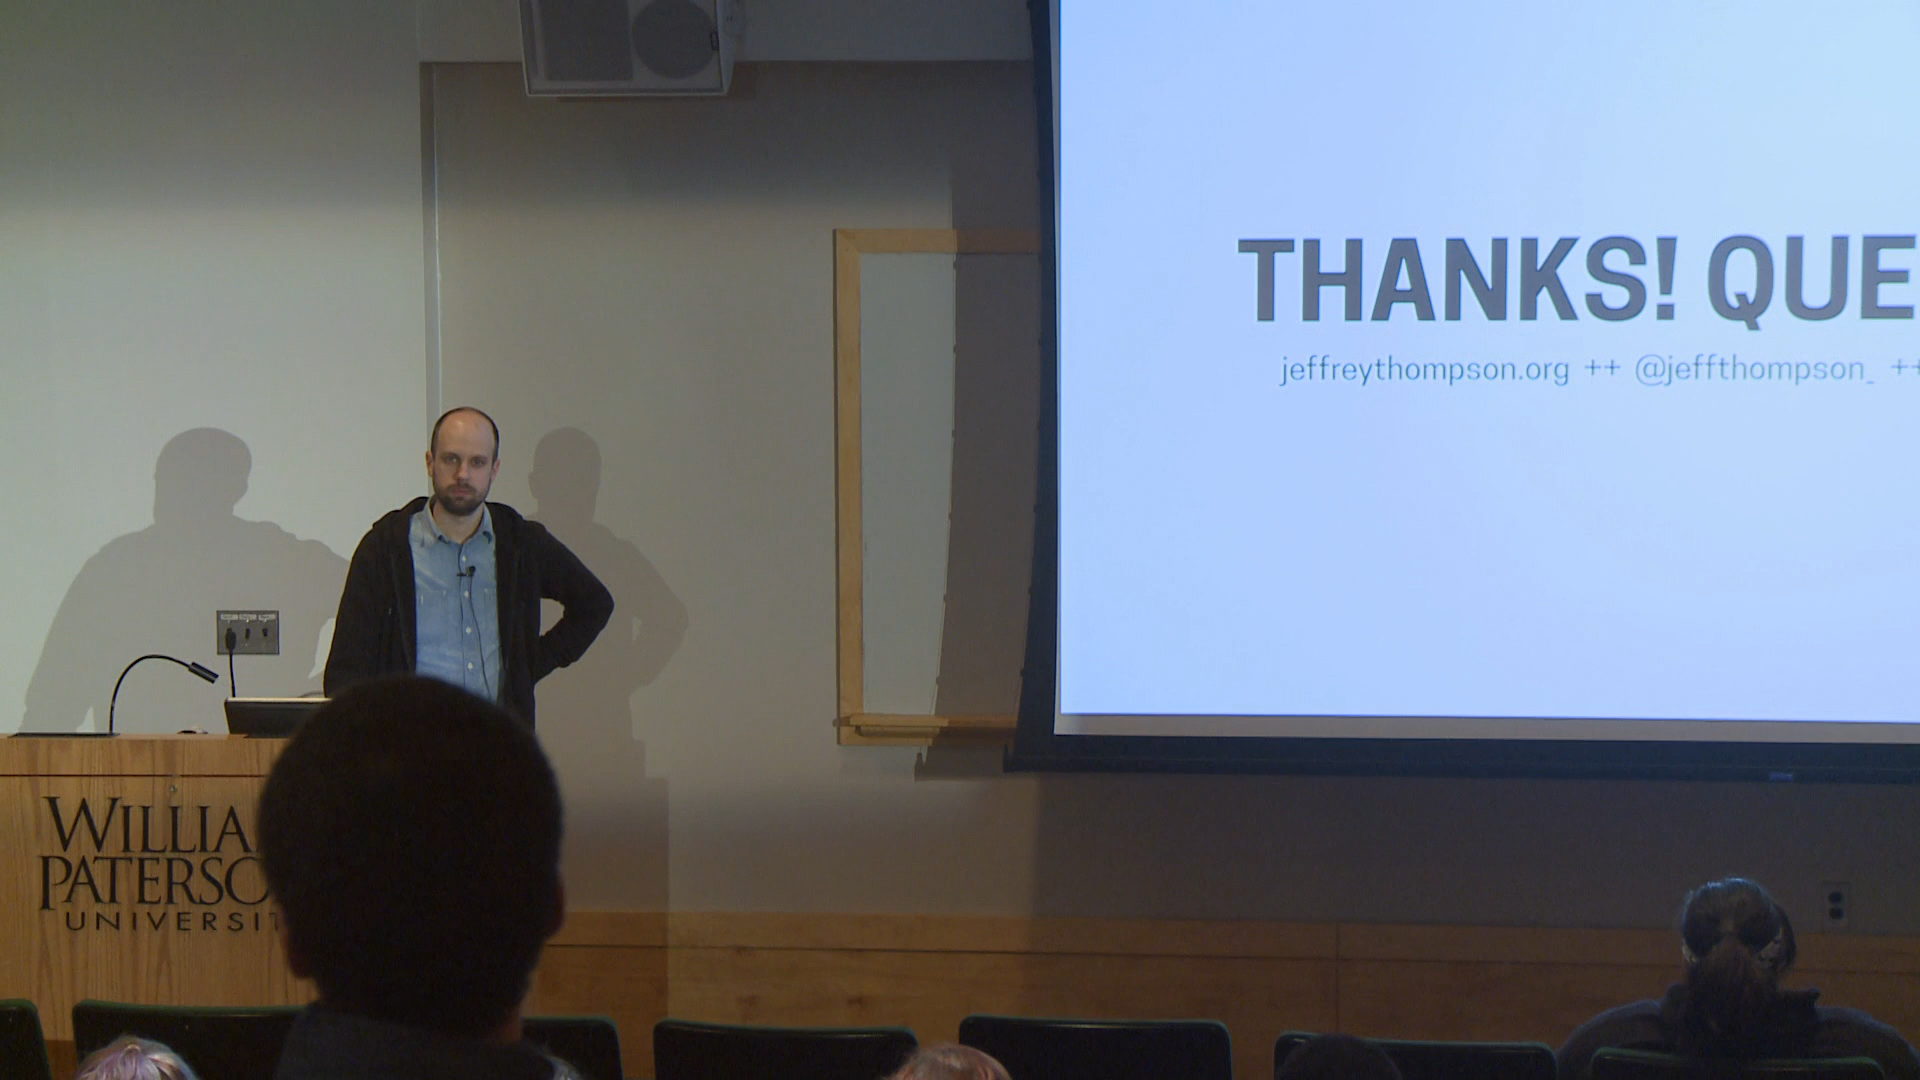 THANKS! QUE
jeffreythompson.org ++ @jeffthompson_ ++
WILLIA
PATERSO
UNIVERSIT